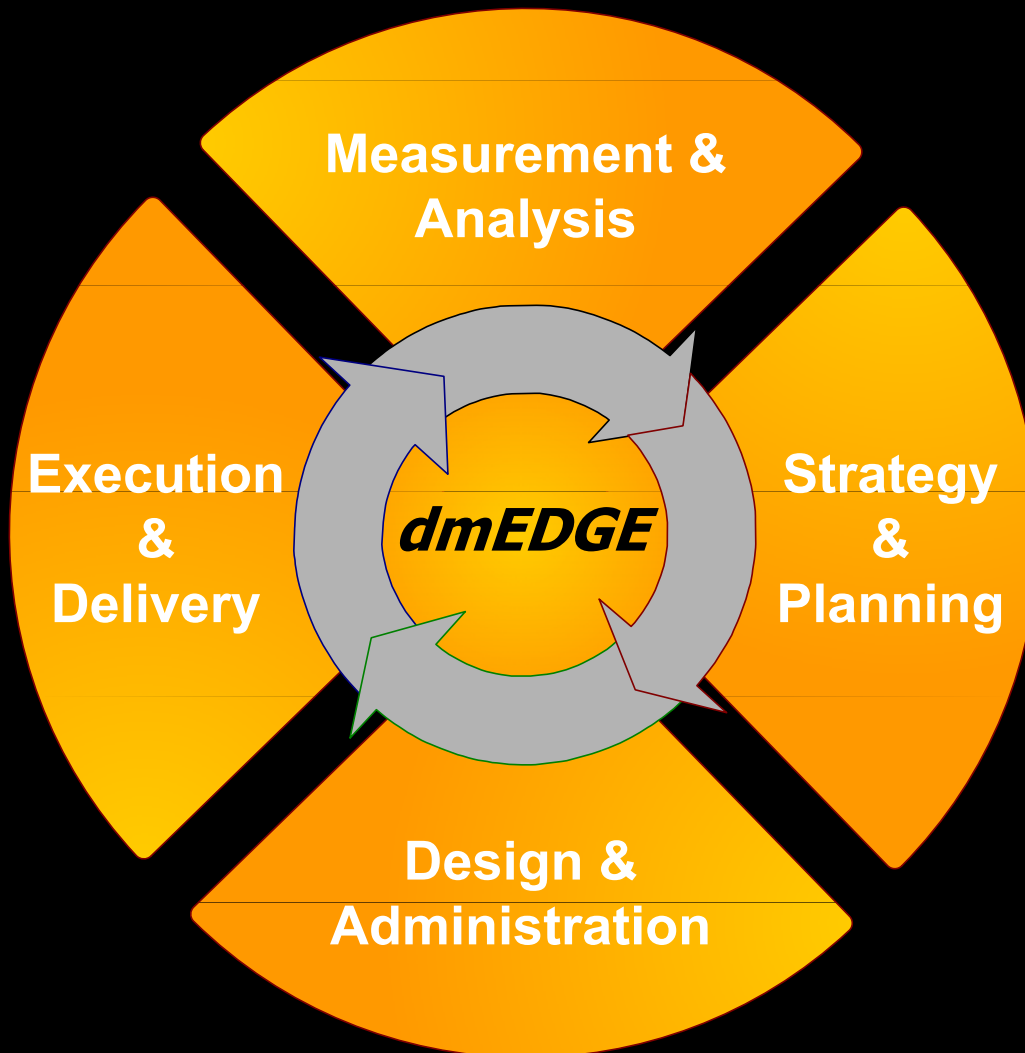 Measurement &
Analysis
Execution
&
Delivery
dmEDGE
Strategy
&
Planning
Design &
Administration